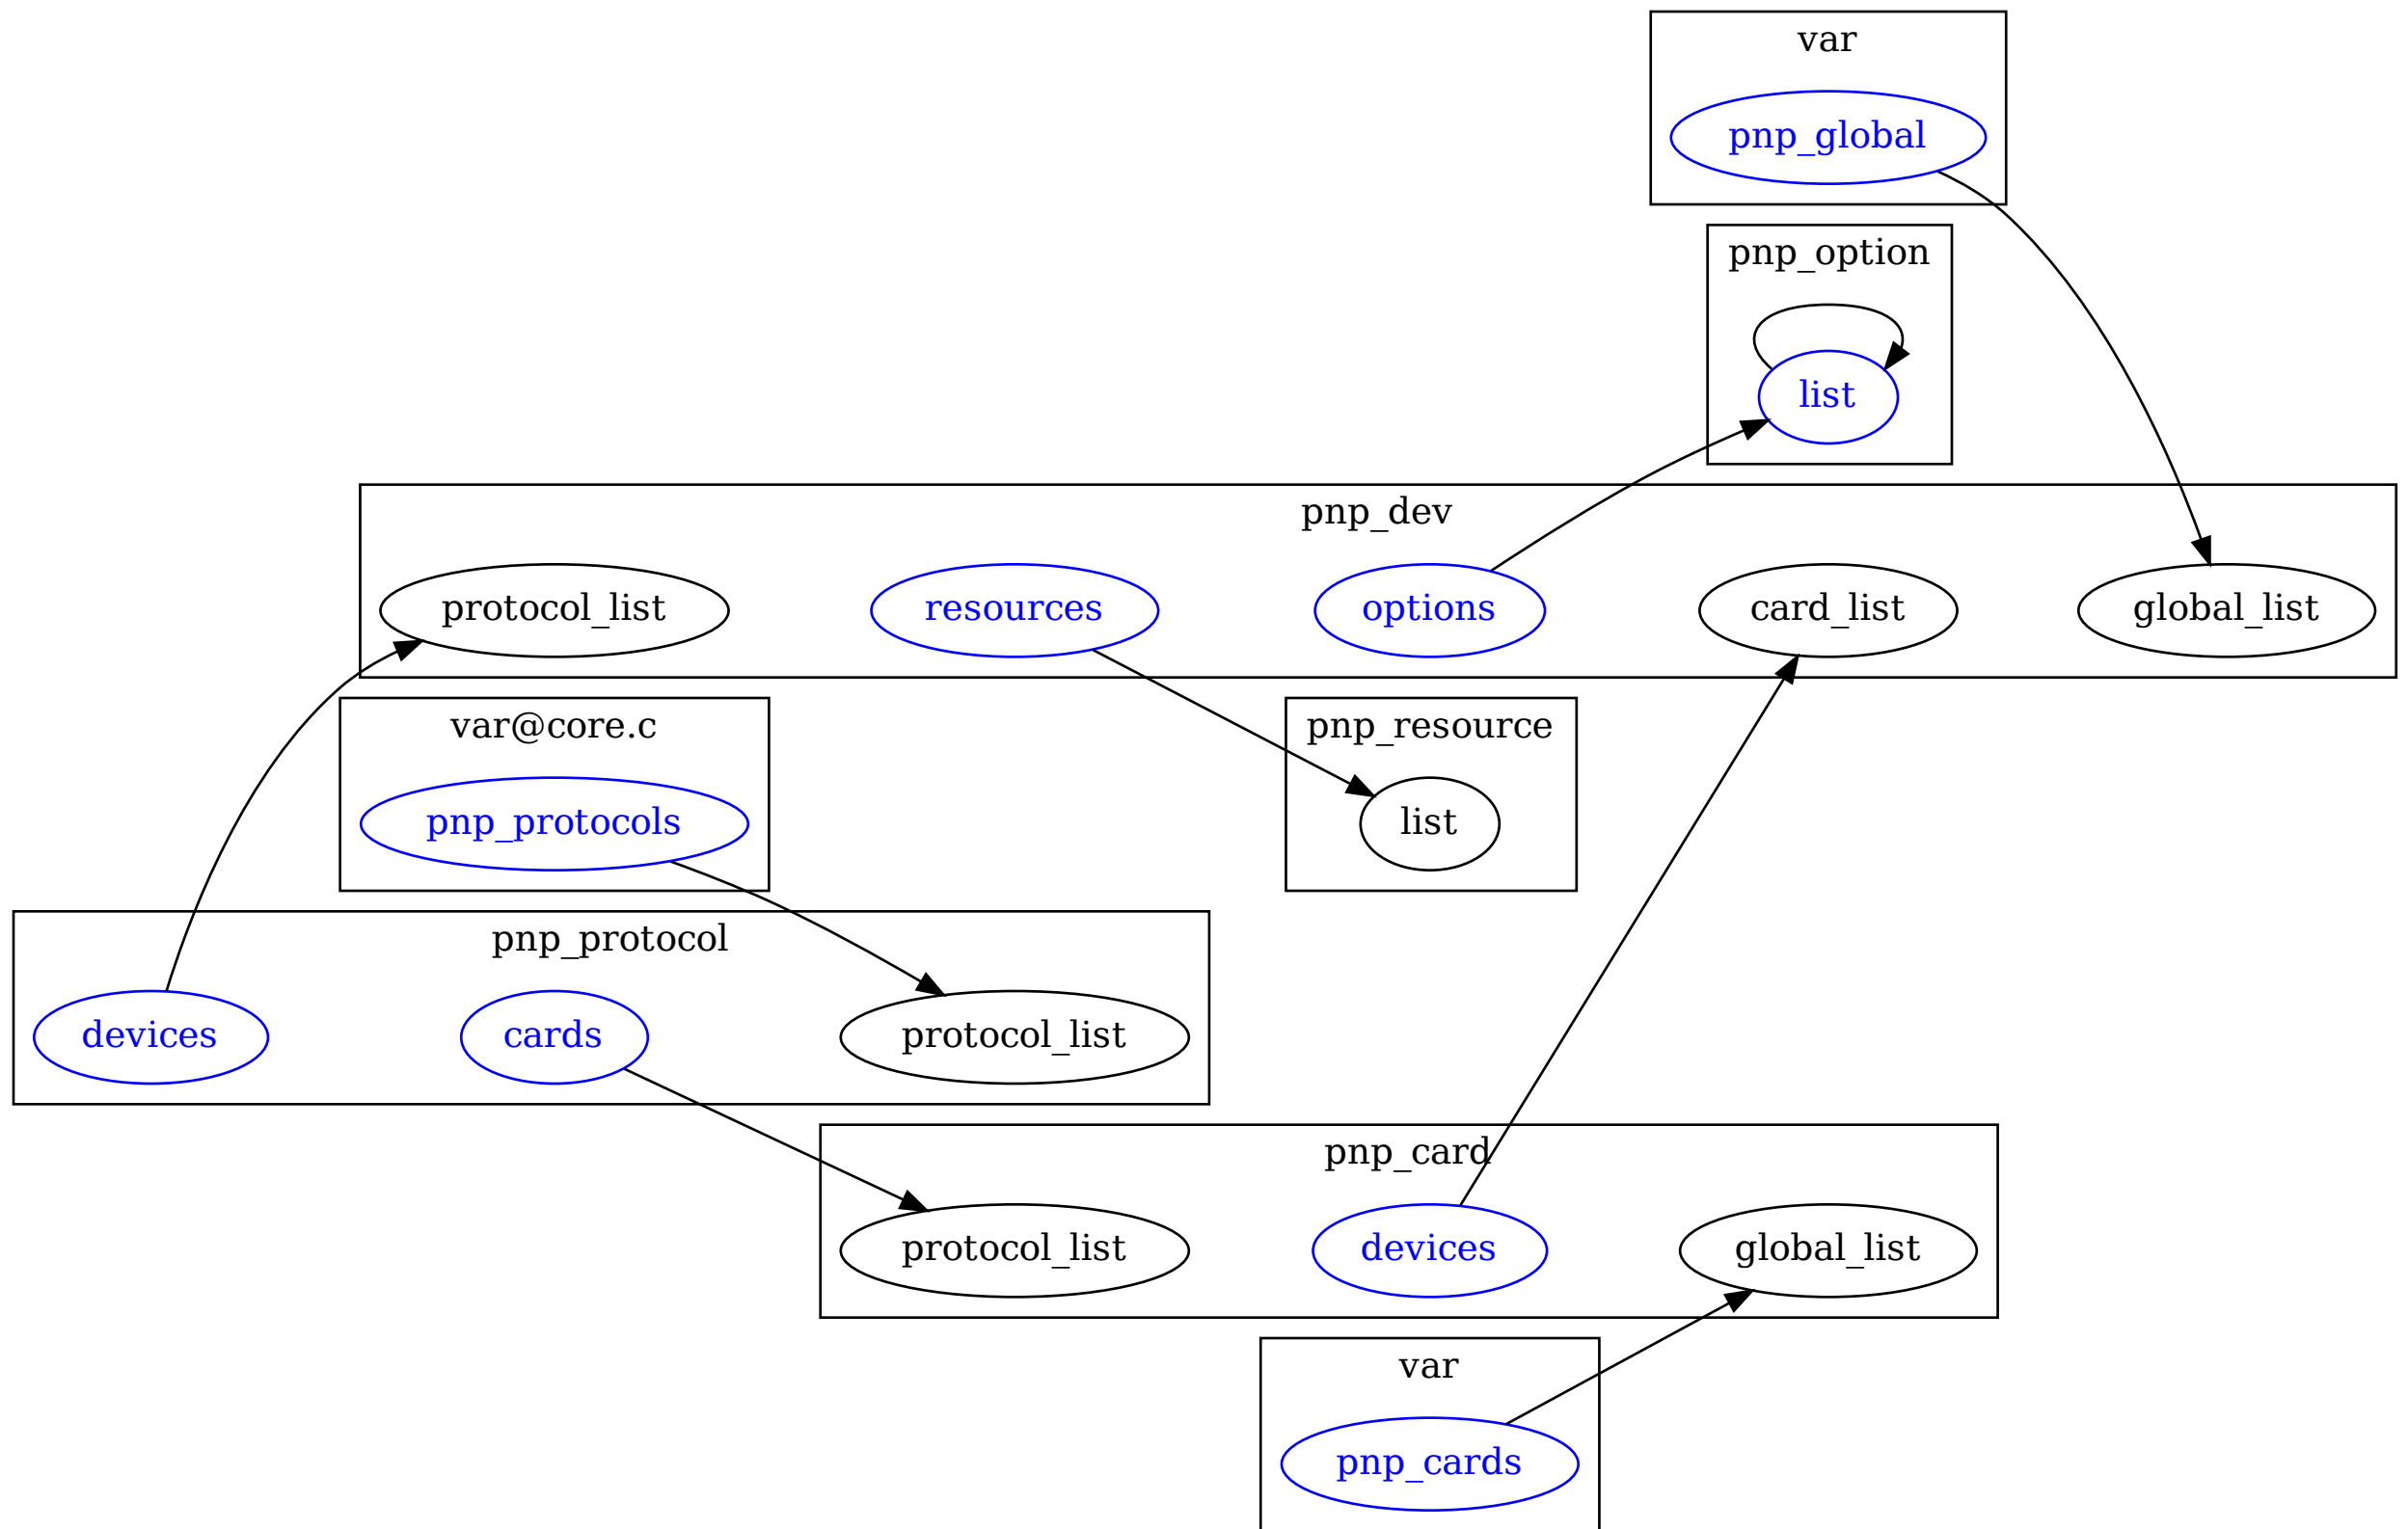 var
pnp_global
pnp_option
list
pnp_dev
protocol_list
resources
options
card_list
global_list
var@core.c
pnp_protocols
pnp_resource
list
pnp_protocol
devices
cards
protocol_list
pnp_card
protocol_list
devices
global_list
var
pnp_cards